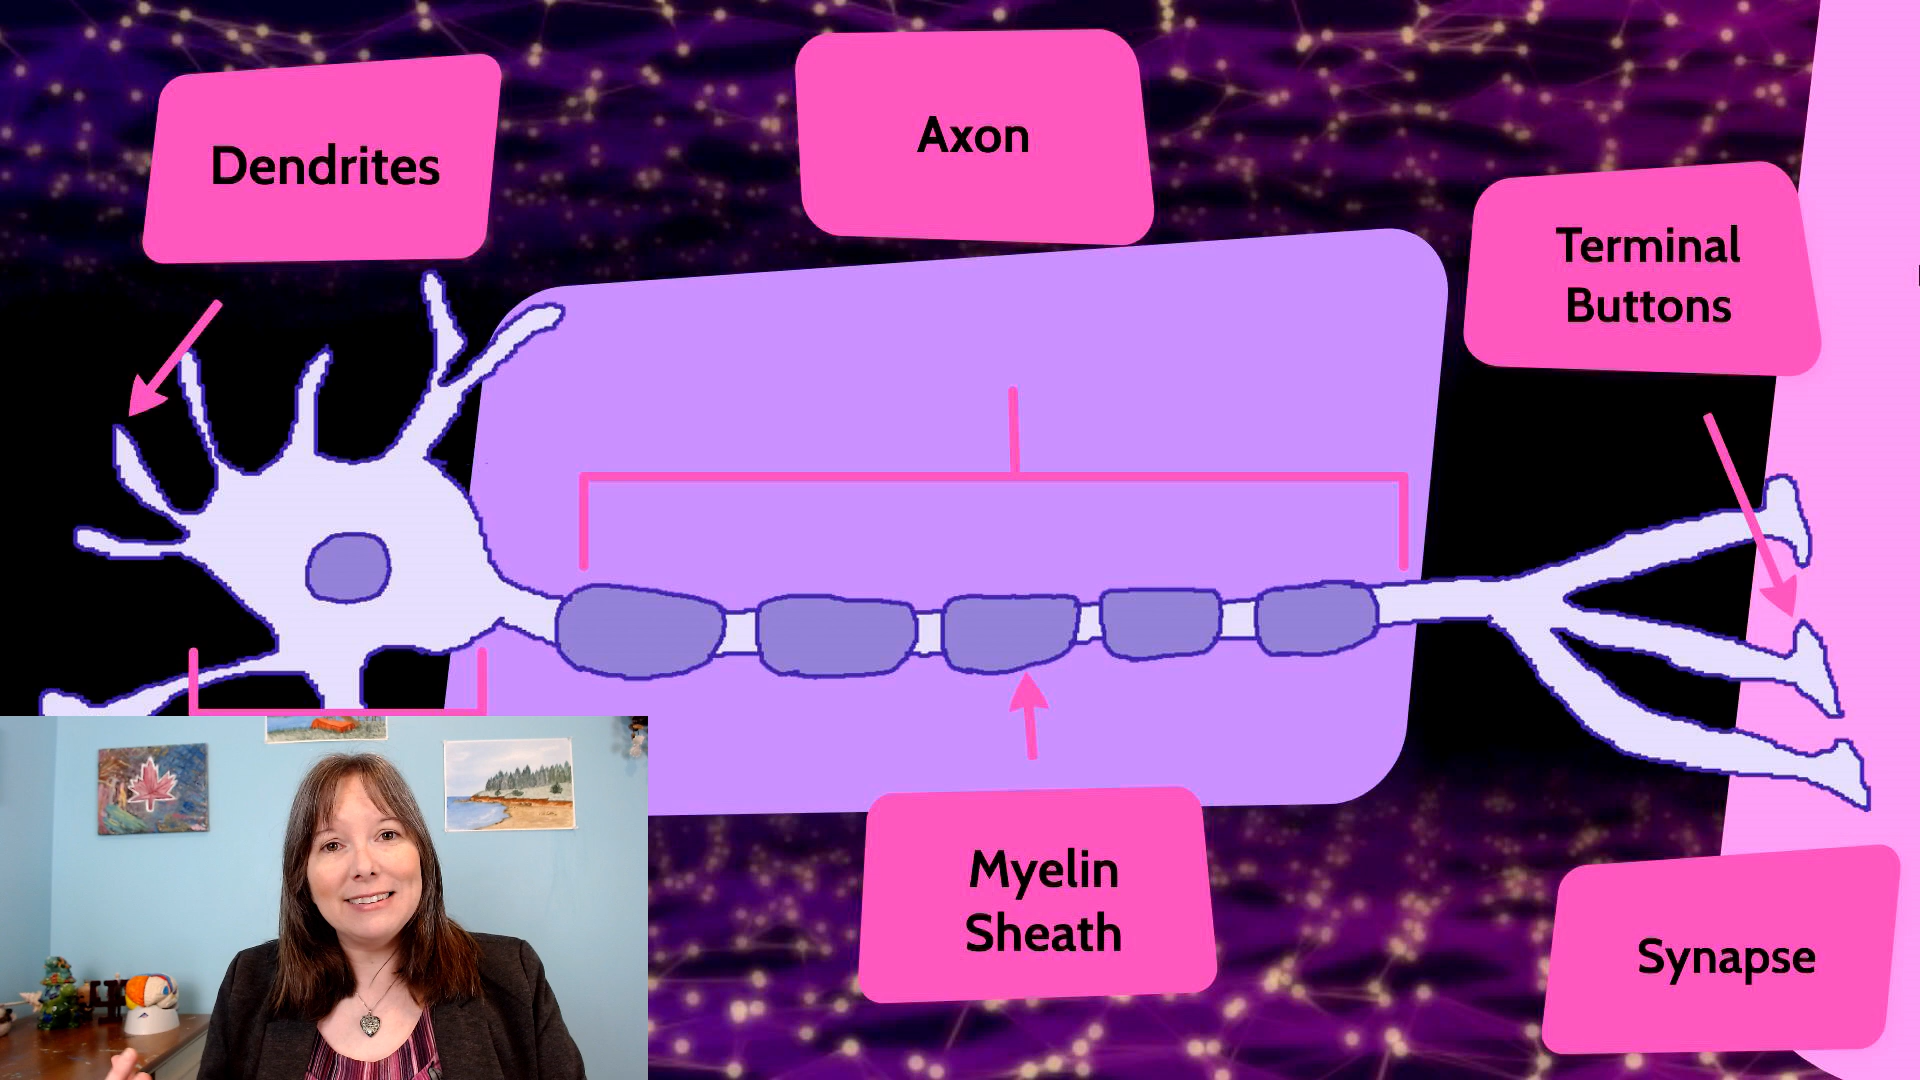 Dendrites
Axon
Terminal
Buttons
Myelin
Sheath
Synapse